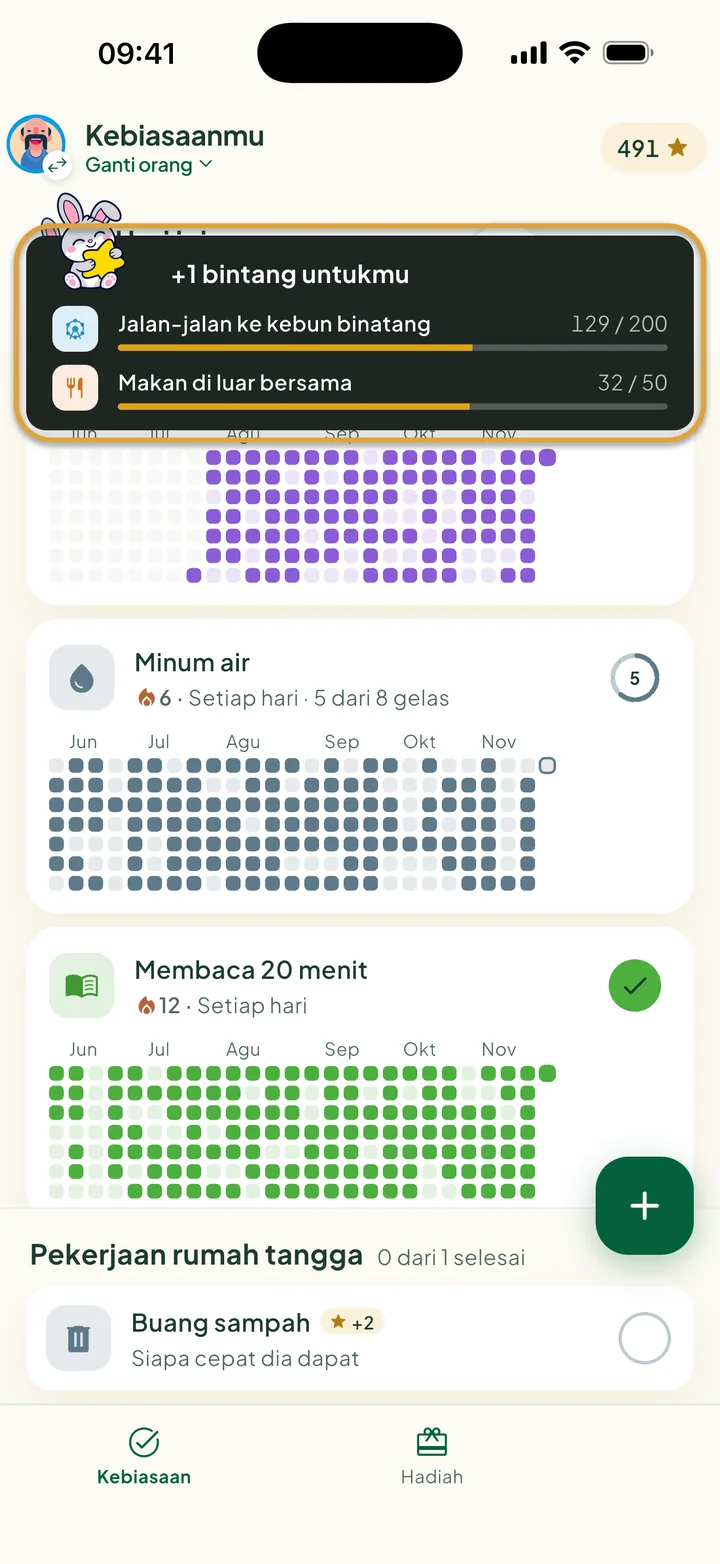 09:41
Kebiasaanmu
Ganti orang
491
+1 bintang untukmu
Jalan-jalan ke kebun binatang 129 / 200
Makan di luar bersama 32 / 50
Jun Jul Agu Sep Okt Nov
Minum air
6 · Setiap hari · 5 dari 8 gelas
5
Jun Jul Agu Sep Okt Nov
Membaca 20 menit
12 · Setiap hari
Jun Jul Agu Sep Okt Nov
Pekerjaan rumah tangga 0 dari 1 selesai
Buang sampah +2
Siapa cepat dia dapat
Kebiasaan Hadiah